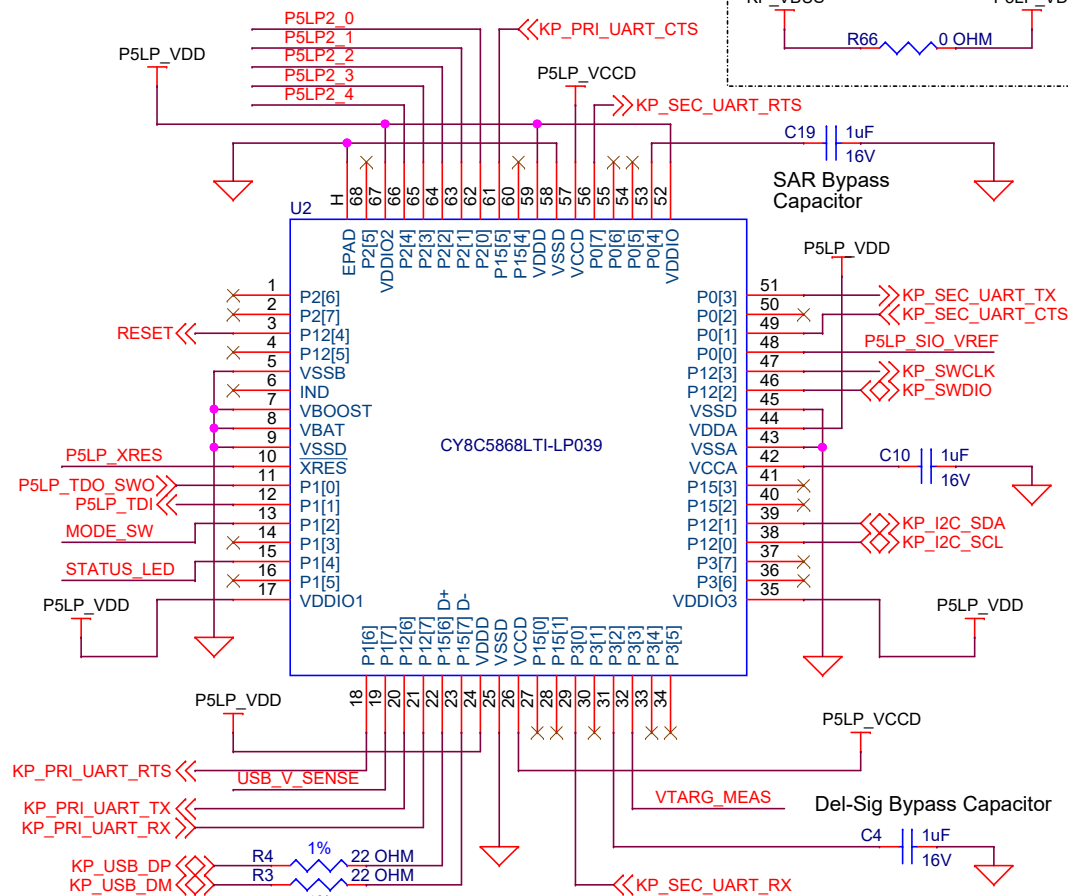 KP_VBUS P5LP_VDD
R66 0 OHM
P5LP2_0
P5LP2_1
P5LP2_2
P5LP2_3
P5LP2_4
P5LP_VDD
KP_PRI_UART_CTS
P5LP_VCCD
KP_SEC_UART_RTS
C19 1uF
16V
SAR Bypass
Capacitor
H 68 67 66 65 64 63 62 61 60 59 58 57 56 55 54 53 52
U2
EPAD P2[5] VDDIO2 P2[4] P2[3] P2[2] P2[1] P2[0] P15[5] P15[4] VDDD VSSD VCCD P0[7] P0[6] P0[5] P0[4] VDDIO
1 P2[6]
2 P2[7]
RESET 3 P12[4]
4 P12[5]
5 VSSB
6 IND
7 VBOOST
8 VBAT
9 VSSD
P5LP_XRES 10 XRES
P5LP_TDO_SWO 11 P1[0]
P5LP_TDI 12 P1[1]
MODE_SW 13 P1[2]
14 P1[3]
STATUS_LED 15 P1[4]
16 P1[5]
P5LP_VDD 17 VDDIO1
CY8C5868LTI-LP039
P5LP_VDD
P0[3] 51 KP_SEC_UART_TX
P0[2] 50
P0[1] 49 KP_SEC_UART_CTS
P0[0] 48 P5LP_SIO_VREF
P12[3] 47 KP_SWCLK
P12[2] 46 KP_SWDIO
VSSD 45
VDDA 44
VSSA 43
VCCA 42 C10 1uF
16V
P15[3] 41
P15[2] 40
P12[1] 39 KP_I2C_SDA
P12[0] 38 KP_I2C_SCL
P3[7] 37
P3[6] 36
VDDIO3 35 P5LP_VDD
P1[6] P1[7] P12[6] P12[7] P15[6] D+ P15[7] D- VDDD VSSD VCCD P15[0] P15[1] P3[0] P3[1] P3[2] P3[3] P3[4] P3[5]
18 19 20 21 22 23 24 25 26 27 28 29 30 31 32 33 34
P5LP_VDD
P5LP_VCCD
KP_PRI_UART_RTS
USB_V_SENSE
KP_PRI_UART_TX
KP_PRI_UART_RX
VTARG_MEAS
Del-Sig Bypass Capacitor
C4 1uF
16V
1%
KP_USB_DP R4 22 OHM
KP_USB_DM R3 22 OHM
KP_SEC_UART_RX